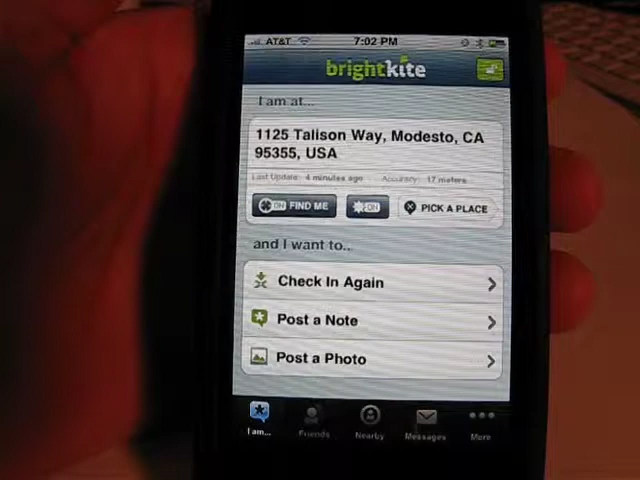 AT&T 7:02 PM
brightkite
I am at...
1125 Talison Way, Modesto, CA
95355, USA
Last Update: 4 minutes ago Accuracy: 17 meters
ON FIND ME ON PICK A PLACE
and I want to..
Check In Again
Post a Note
Post a Photo
I am... Friends Nearby Messages More